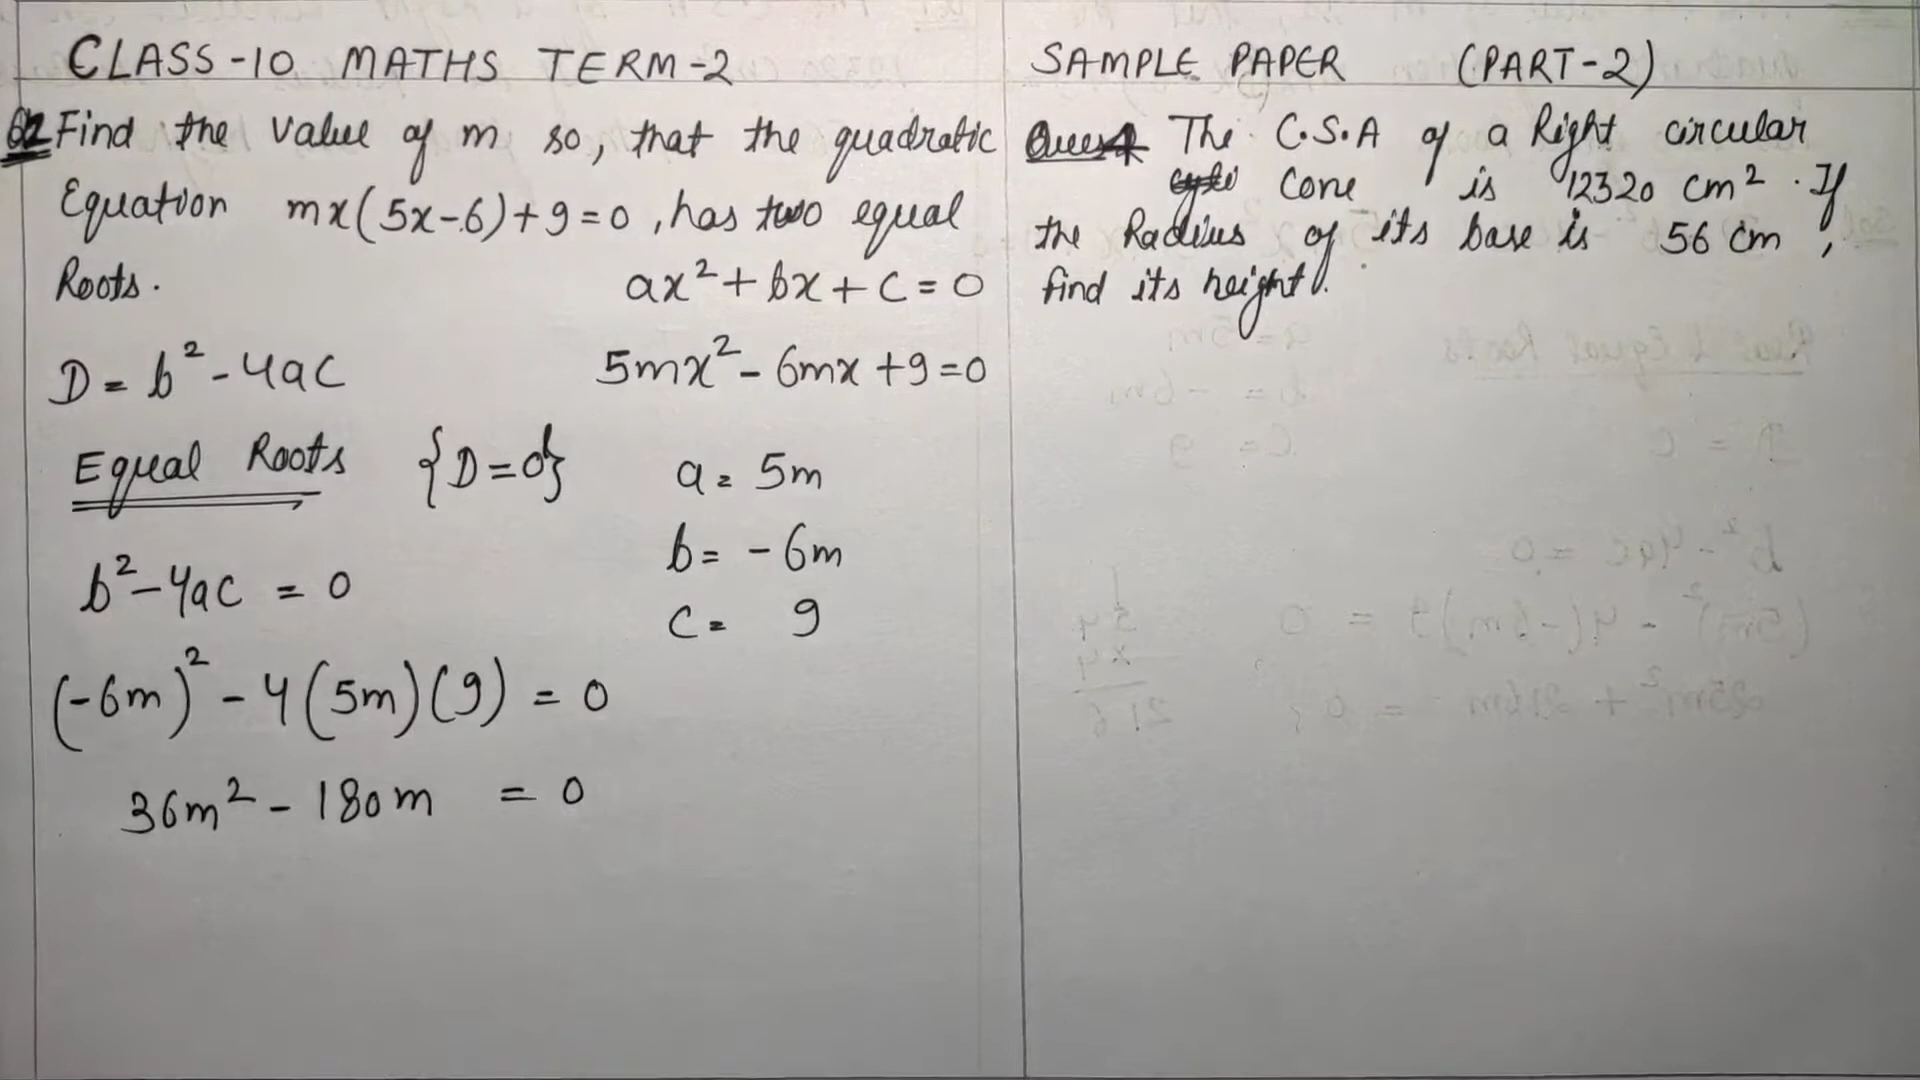 CLASS-10 MATHS TERM-2
Q2 Find the value of m so, that the quadratic
Equation mx(5x-6)+9=0, has two equal
Roots.
ax²+bx+c=0
D=b²-4ac
5mx²-6mx+9=0
Equal Roots {D=0}
a=5m
b=-6m
c=9
b²-4ac=0
(-6m)²-4(5m)(9)=0
36m²-180m=0
SAMPLE PAPER (PART-2)
Ques4 The C.S.A of a Right circular
Cone is 12320 cm². If
the Radius of its base is 56 cm,
find its height.